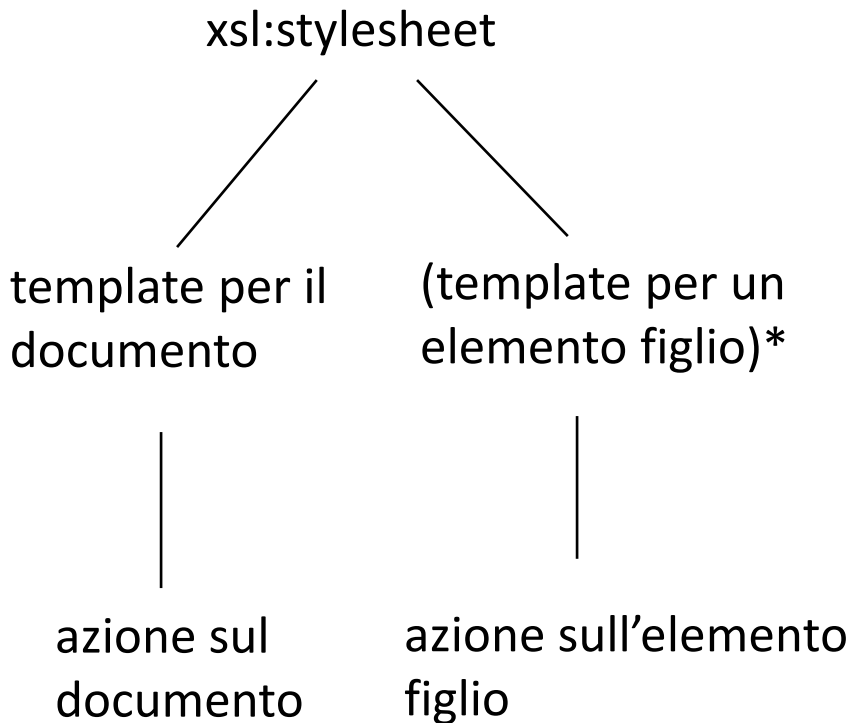 xsl:stylesheet
template per il
documento
(template per un
elemento figlio)*
azione sul
documento
azione sull’elemento
figlio